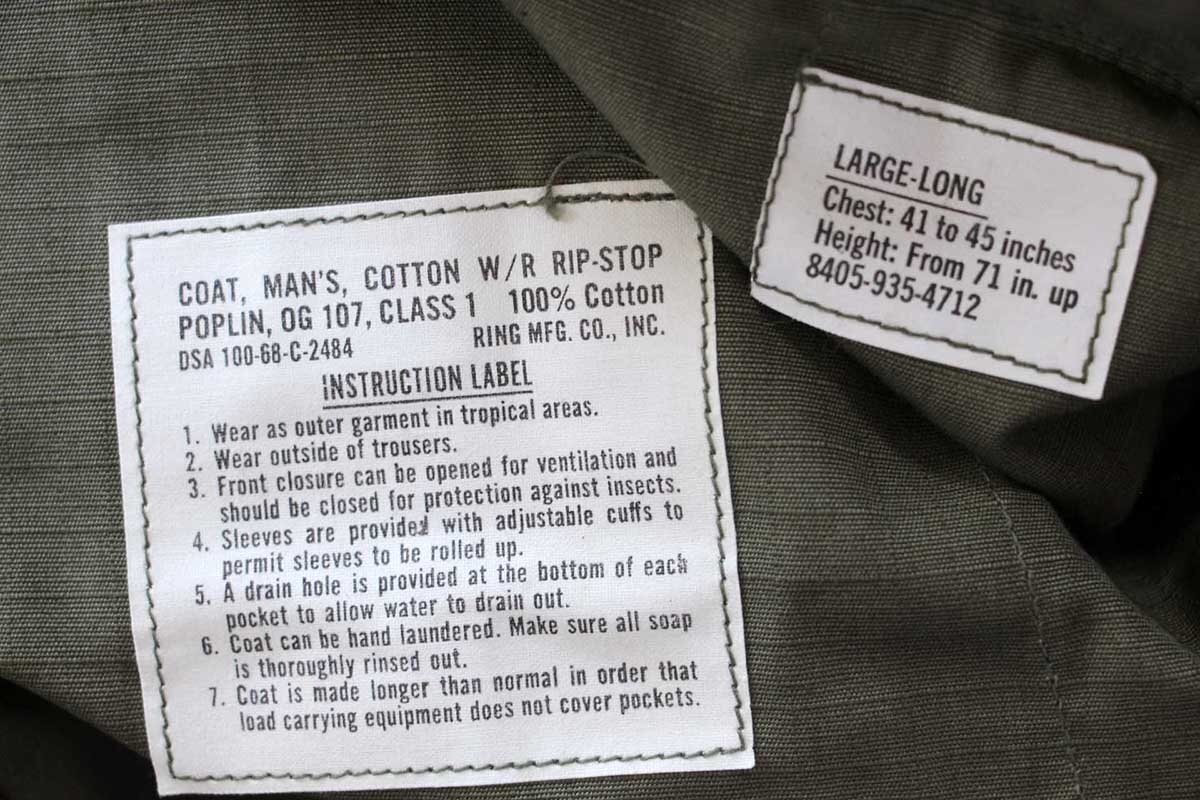 COAT, MAN'S, COTTON W/R RIP-STOP
POPLIN, OG 107, CLASS 1 100% Cotton
DSA 100-68-C-2484 RING MFG. CO., INC.
INSTRUCTION LABEL
1. Wear as outer garment in tropical areas.
2. Wear outside of trousers.
3. Front closure can be opened for ventilation and
should be closed for protection against insects.
4. Sleeves are provided with adjustable cuffs to
permit sleeves to be rolled up.
5. A drain hole is provided at the bottom of each
pocket to allow water to drain out.
6. Coat can be hand laundered. Make sure all soap
is thoroughly rinsed out.
7. Coat is made longer than normal in order that
load carrying equipment does not cover pockets.
LARGE-LONG
Chest: 41 to 45 inches
Height: From 71 in. up
8405-935-4712